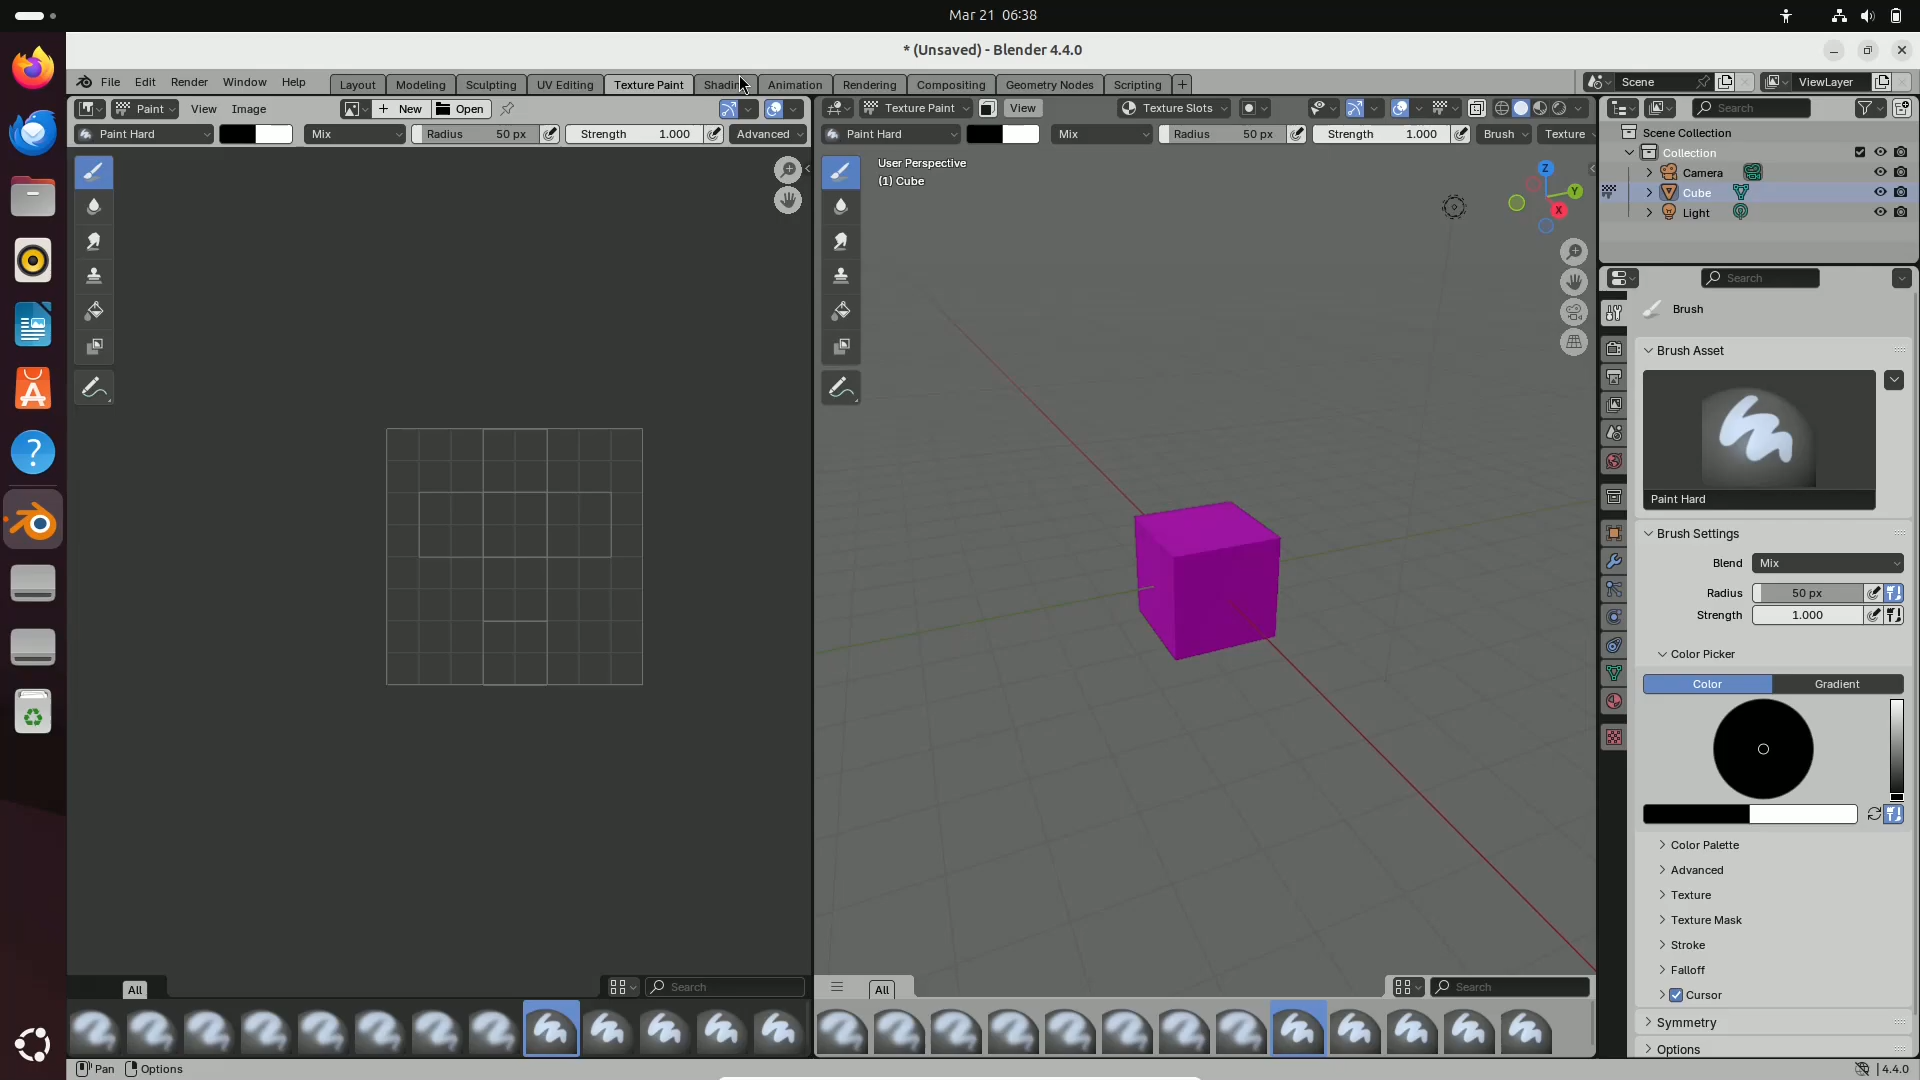 Mar 21 06:38
* (Unsaved) - Blender 4.4.0
File Edit Render Window Help Layout Modeling Sculpting UV Editing Texture Paint Shading Animation Rendering Compositing Geometry Nodes Scripting + Scene ViewLayer
Paint View Image New Open Texture Paint View Texture Slots Search
Paint Hard Mix Radius 50 px Strength 1.000 Advanced Paint Hard Mix Radius 50 px Strength 1.000 Brush Texture
Scene Collection
Collection
Camera
Cube
Light
User Perspective
(1) Cube
Z
Y
X
Search
Brush
Brush Asset
Paint Hard
Brush Settings
Blend Mix
Radius 50 px
Strength 1.000
Color Picker
Color Gradient
Color Palette
Advanced
Texture
Texture Mask
Stroke
Falloff
Cursor
Symmetry
Options
All Search All Search
Pan Options 4.4.0